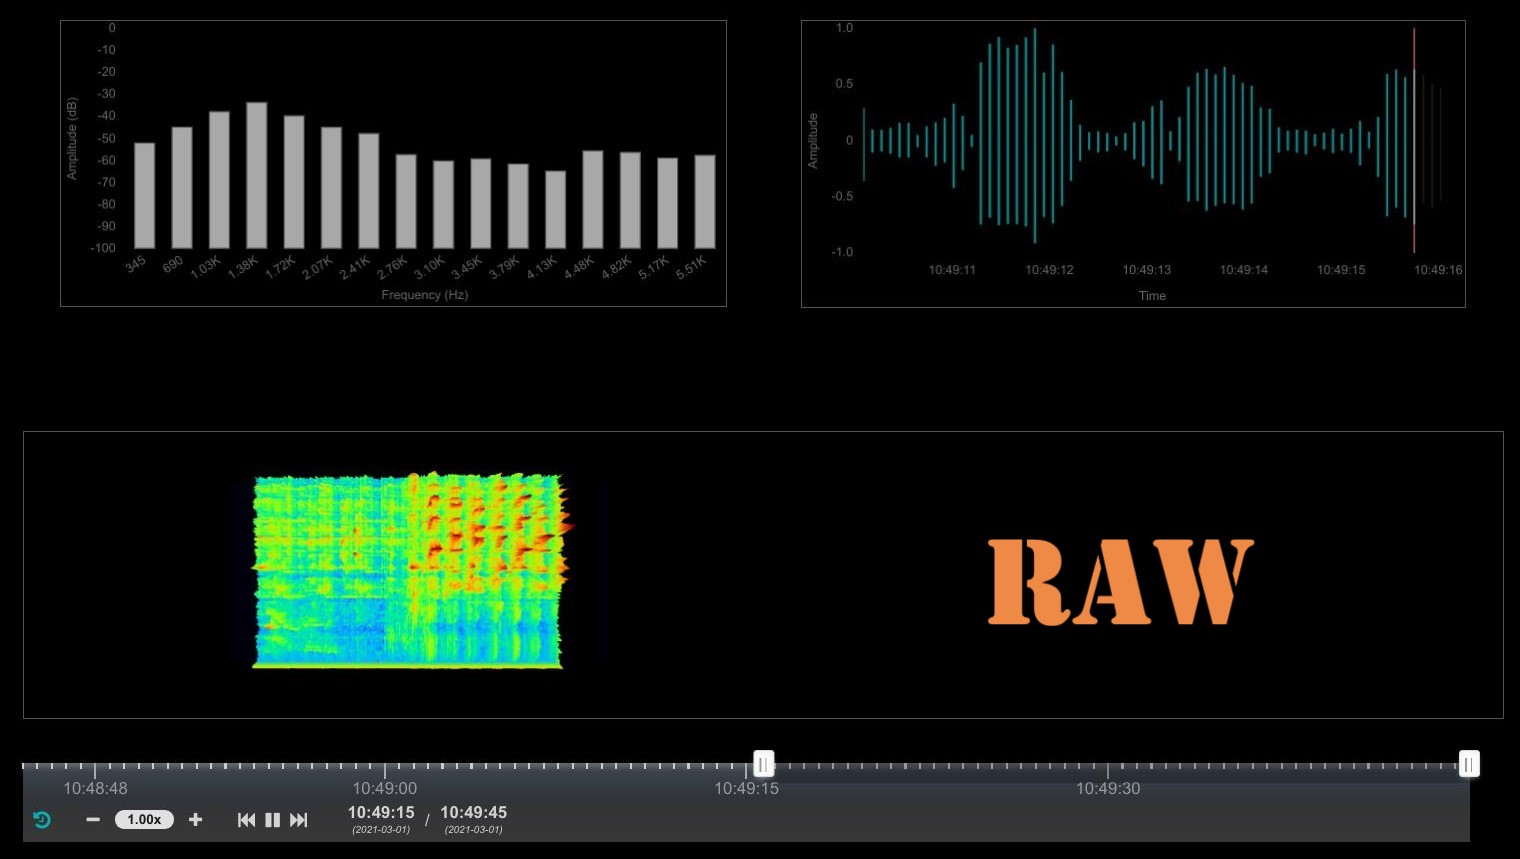 0
-10
-20
-30
-40
-50
-60
-70
-80
-90
-100
Amplitude (dB)
345 690 1.03K 1.38K 1.72K 2.07K 2.41K 2.76K 3.10K 3.45K 3.79K 4.13K 4.48K 4.82K 5.17K 5.51K
Frequency (Hz)
1.0
0.5
0
-0.5
-1.0
Amplitude
10:49:11 10:49:12 10:49:13 10:49:14 10:49:15 10:49:16
Time
RAW
10:48:48 10:49:00 10:49:15 10:49:30
1.00x
10:49:15 / 10:49:45
(2021-03-01) (2021-03-01)